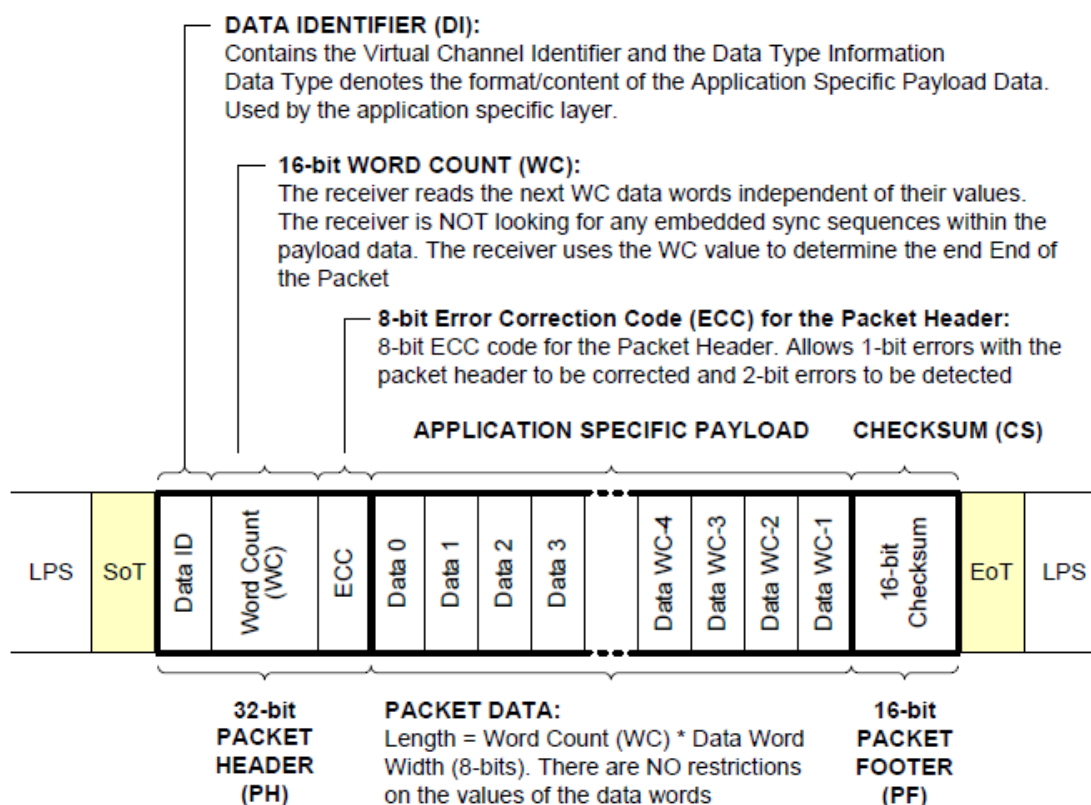 DATA IDENTIFIER (DI):
Contains the Virtual Channel Identifier and the Data Type Information
Data Type denotes the format/content of the Application Specific Payload Data.
Used by the application specific layer.
16-bit WORD COUNT (WC):
The receiver reads the next WC data words independent of their values.
The receiver is NOT looking for any embedded sync sequences within the
payload data. The receiver uses the WC value to determine the end End of
the Packet
8-bit Error Correction Code (ECC) for the Packet Header:
8-bit ECC code for the Packet Header. Allows 1-bit errors with the
packet header to be corrected and 2-bit errors to be detected
APPLICATION SPECIFIC PAYLOAD
CHECKSUM (CS)
LPS
SoT
Data ID
Word Count
(WC)
ECC
Data 0
Data 1
Data 2
Data 3
Data WC-4
Data WC-3
Data WC-2
Data WC-1
16-bit
Checksum
EoT
LPS
32-bit
PACKET
HEADER
(PH)
PACKET DATA:
Length = Word Count (WC) * Data Word
Width (8-bits). There are NO restrictions
on the values of the data words
16-bit
PACKET
FOOTER
(PF)